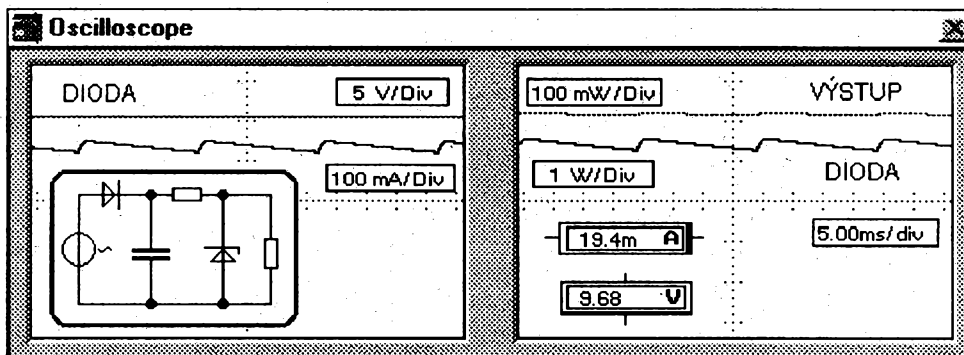 Oscilloscope
DIODA
5 V/Div
100 mA/Div
100 mW/Div
VÝSTUP
1 W/Div
DIODA
19.4m A
5.00ms/div
9.68 V